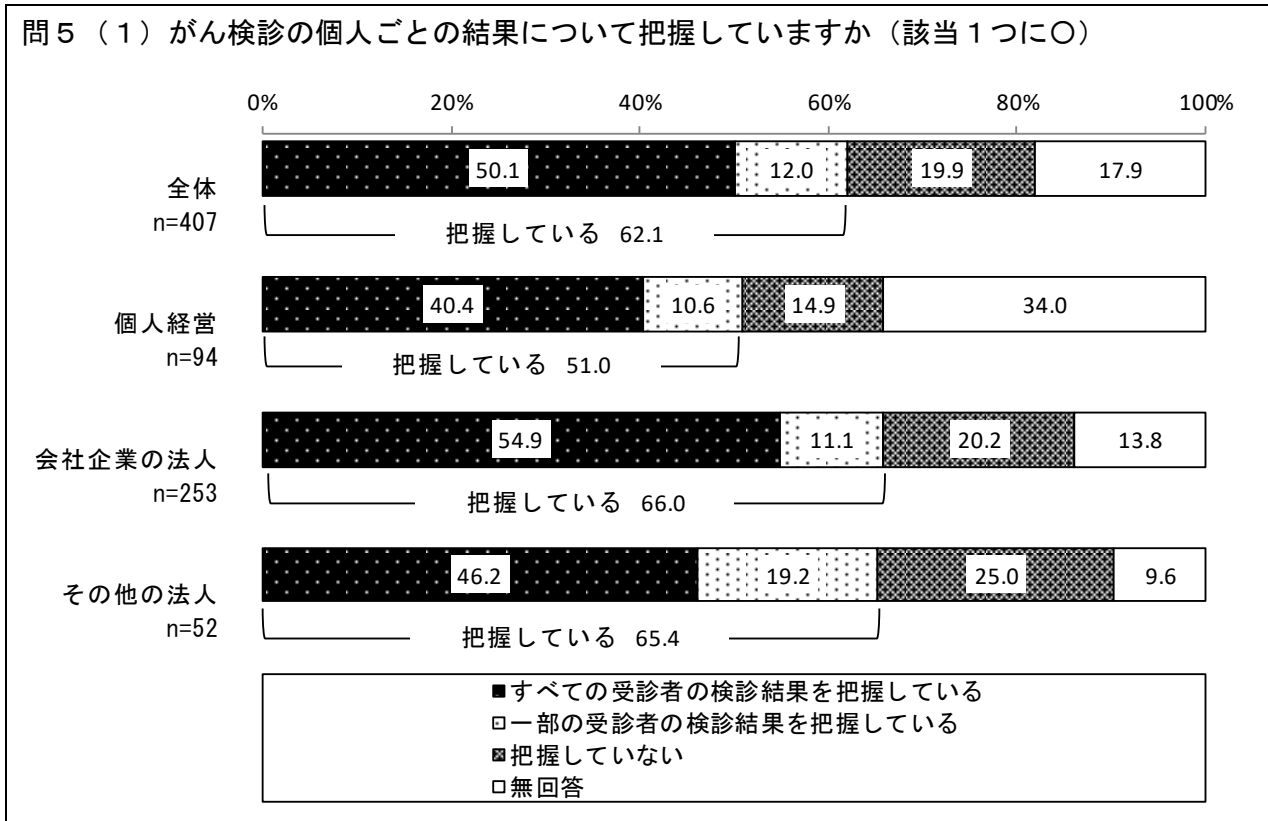 問5（1）がん検診の個人ごとの結果について把握していますか（該当1つに〇）
0% 20% 40% 60% 80% 100%
全体
n=407
50.1 12.0 19.9 17.9
把握している 62.1
個人経営
n=94
40.4 10.6 14.9 34.0
把握している 51.0
会社企業の法人
n=253
54.9 11.1 20.2 13.8
把握している 66.0
その他の法人
n=52
46.2 19.2 25.0 9.6
把握している 65.4
すべての受診者の検診結果を把握している
一部の受診者の検診結果を把握している
把握していない
無回答